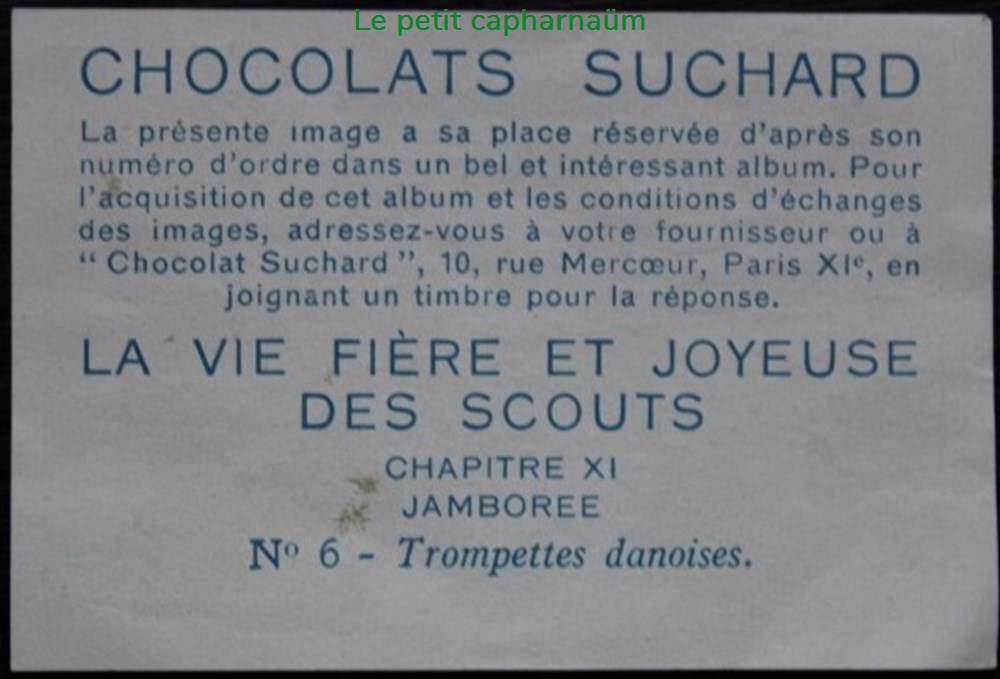 Le petit capharnaüm
CHOCOLATS SUCHARD
La présente image a sa place réservée d'après son
numéro d'ordre dans un bel et intéressant album. Pour
l'acquisition de cet album et les conditions d'échanges
des images, adressez-vous à votre fournisseur ou à
“ Chocolat Suchard ”, 10, rue Mercœur, Paris XIᵉ, en
joignant un timbre pour la réponse.
LA VIE FIÈRE ET JOYEUSE
DES SCOUTS
CHAPITRE XI
JAMBOREE
Nº 6 - Trompettes danoises.